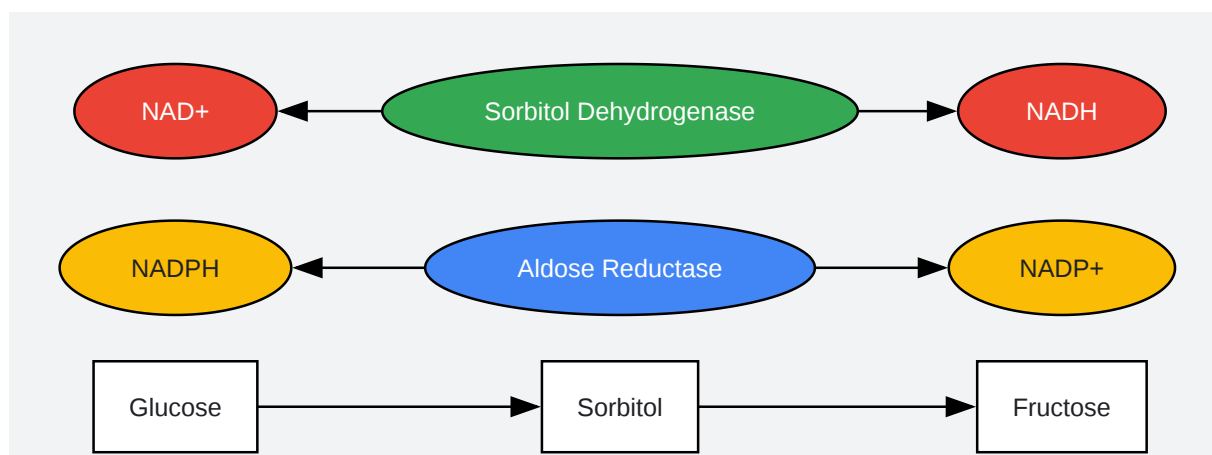 NAD+ Sorbitol Dehydrogenase NADH
NADPH Aldose Reductase NADP+
Glucose Sorbitol Fructose